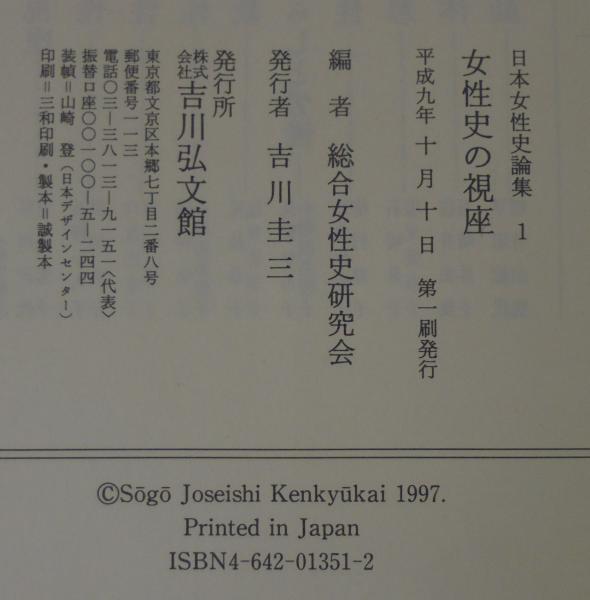 日本女性史論集 1
女性史の視座
平成九年十月十日 第一刷発行
編者 総合女性史研究会
発行者 吉川圭三
発行所
株式会社 吉川弘文館
東京都文京区本郷七丁目二番八号
郵便番号一一三
電話〇三―三八一三―九一五一〈代表〉
振替口座〇〇一〇〇―五―二四四
装幀=山崎 登(日本デザインセンター)
印刷=三和印刷・製本=誠製本
©Sōgō Joseishi Kenkyūkai 1997.
Printed in Japan
ISBN4-642-01351-2